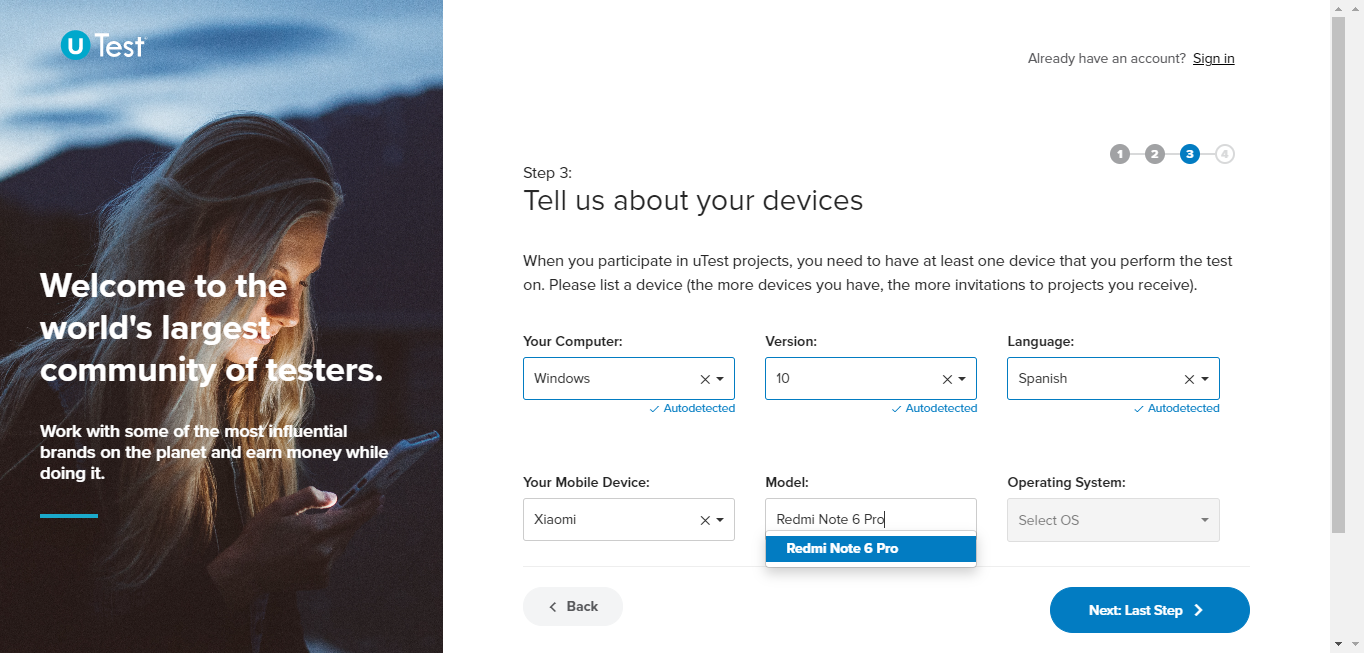 uTest
Already have an account? Sign in
1 2 3 4
Step 3:
Tell us about your devices
Welcome to the
world's largest
community of testers.
Work with some of the most influential
brands on the planet and earn money while
doing it.
When you participate in uTest projects, you need to have at least one device that you perform the test
on. Please list a device (the more devices you have, the more invitations to projects you receive).
Your Computer: Version: Language:
Windows 10 Spanish
Autodetected Autodetected Autodetected
Your Mobile Device: Model: Operating System:
Xiaomi Redmi Note 6 Pro Select OS
Redmi Note 6 Pro
Back Next: Last Step